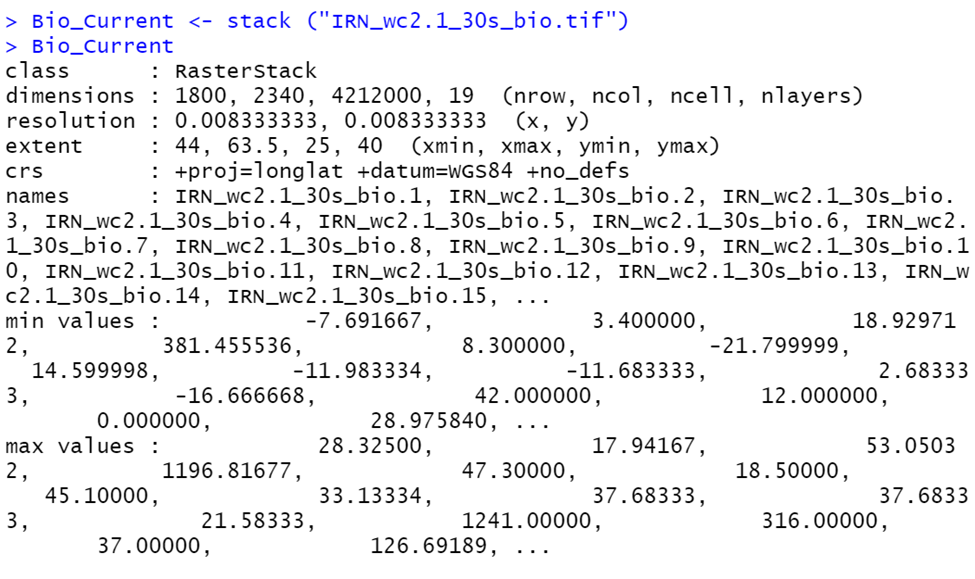 > Bio_Current <- stack ("IRN_wc2.1_30s_bio.tif")
> Bio_Current
class      : RasterStack
dimensions : 1800, 2340, 4212000, 19  (nrow, ncol, ncell, nlayers)
resolution : 0.008333333, 0.008333333  (x, y)
extent     : 44, 63.5, 25, 40  (xmin, xmax, ymin, ymax)
crs        : +proj=longlat +datum=WGS84 +no_defs
names      : IRN_wc2.1_30s_bio.1, IRN_wc2.1_30s_bio.2, IRN_wc2.1_30s_bio.
3, IRN_wc2.1_30s_bio.4, IRN_wc2.1_30s_bio.5, IRN_wc2.1_30s_bio.6, IRN_wc2.
1_30s_bio.7, IRN_wc2.1_30s_bio.8, IRN_wc2.1_30s_bio.9, IRN_wc2.1_30s_bio.1
0, IRN_wc2.1_30s_bio.11, IRN_wc2.1_30s_bio.12, IRN_wc2.1_30s_bio.13, IRN_w
c2.1_30s_bio.14, IRN_wc2.1_30s_bio.15, ...
min values :           -7.691667,            3.400000,           18.92971
2,          381.455536,            8.300000,          -21.799999,
  14.599998,          -11.983334,          -11.683333,            2.68333
3,          -16.666668,           42.000000,           12.000000,
       0.000000,           28.975840, ...
max values :            28.32500,            17.94167,            53.0503
2,          1196.81677,            47.30000,            18.50000,
   45.10000,            33.13334,            37.68333,            37.6833
3,            21.58333,          1241.00000,           316.00000,
       37.00000,           126.69189, ...